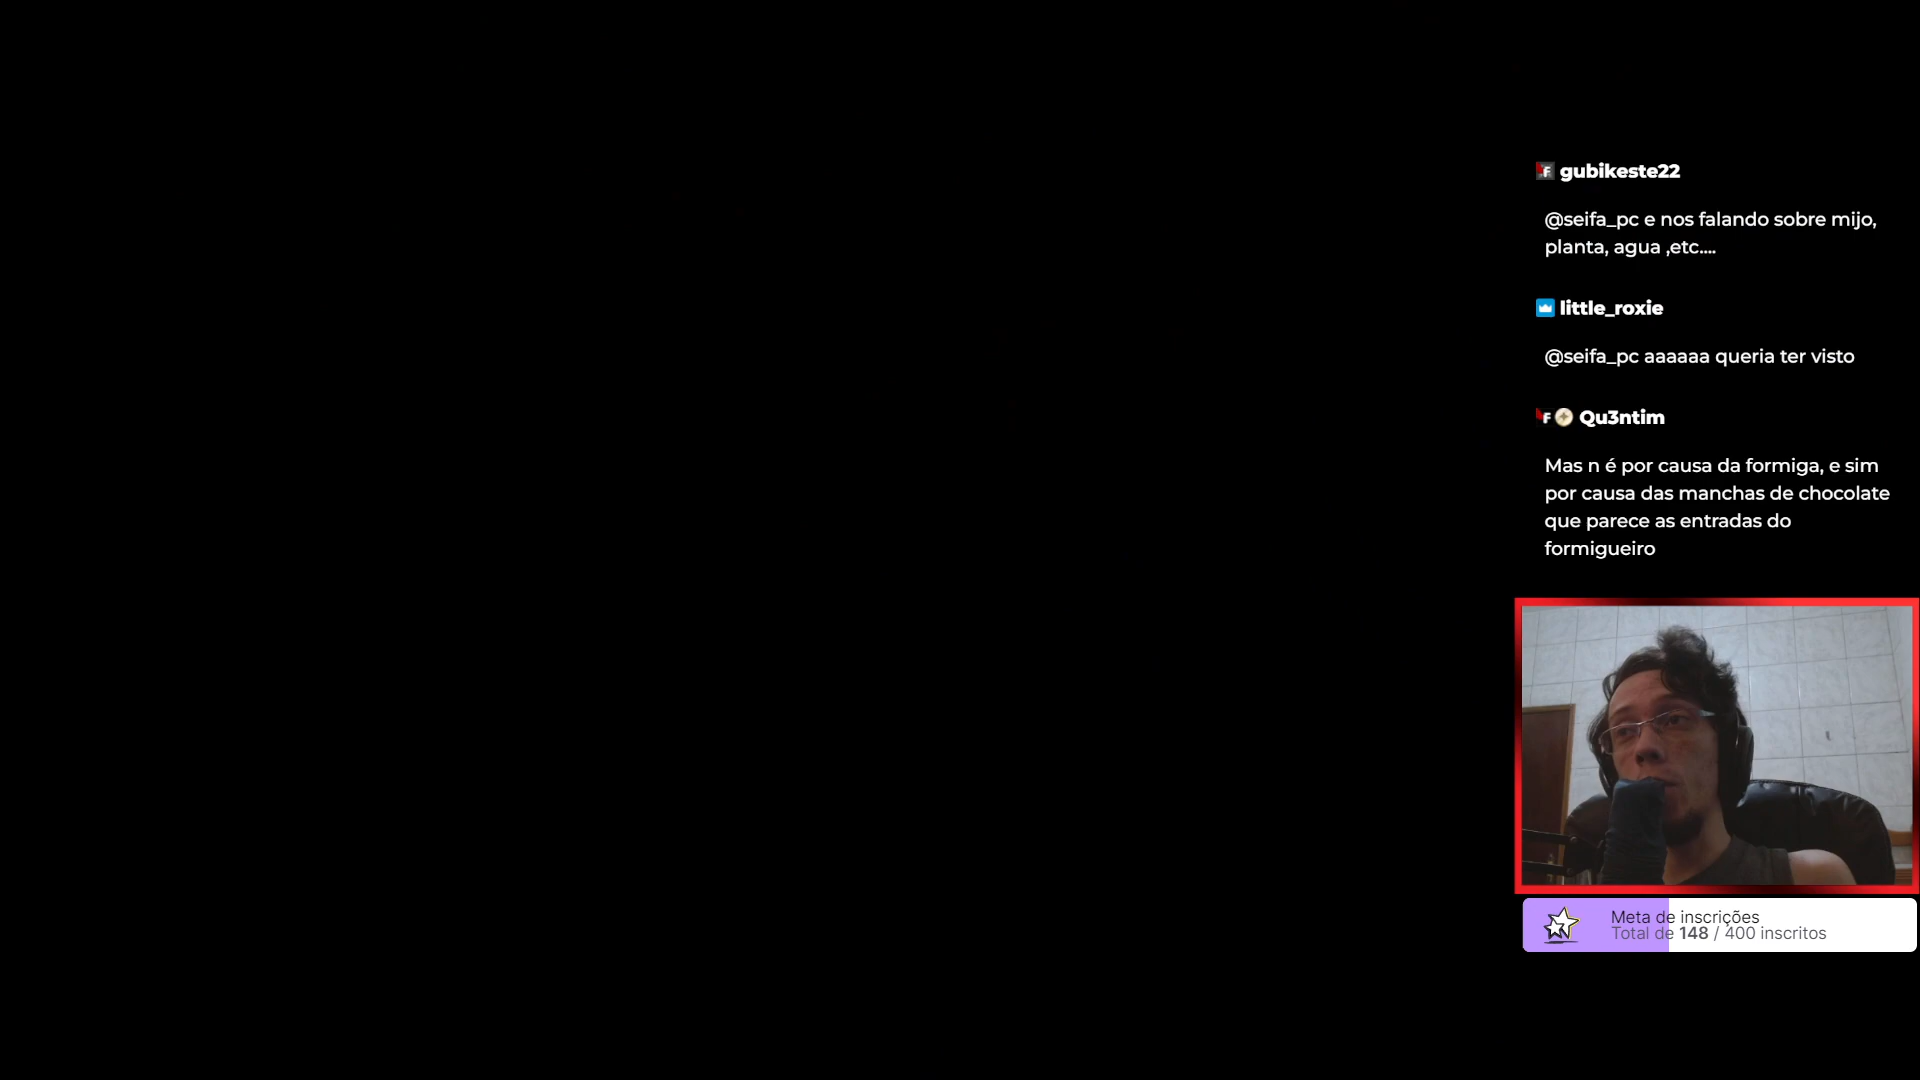 gubikeste22
@seifa_pc e nos falando sobre mijo,
planta, agua ,etc....
little_roxie
@seifa_pc aaaaaa queria ter visto
Qu3ntim
Mas n é por causa da formiga, e sim
por causa das manchas de chocolate
que parece as entradas do
formigueiro
Meta de inscrições
Total de 148 / 400 inscritos